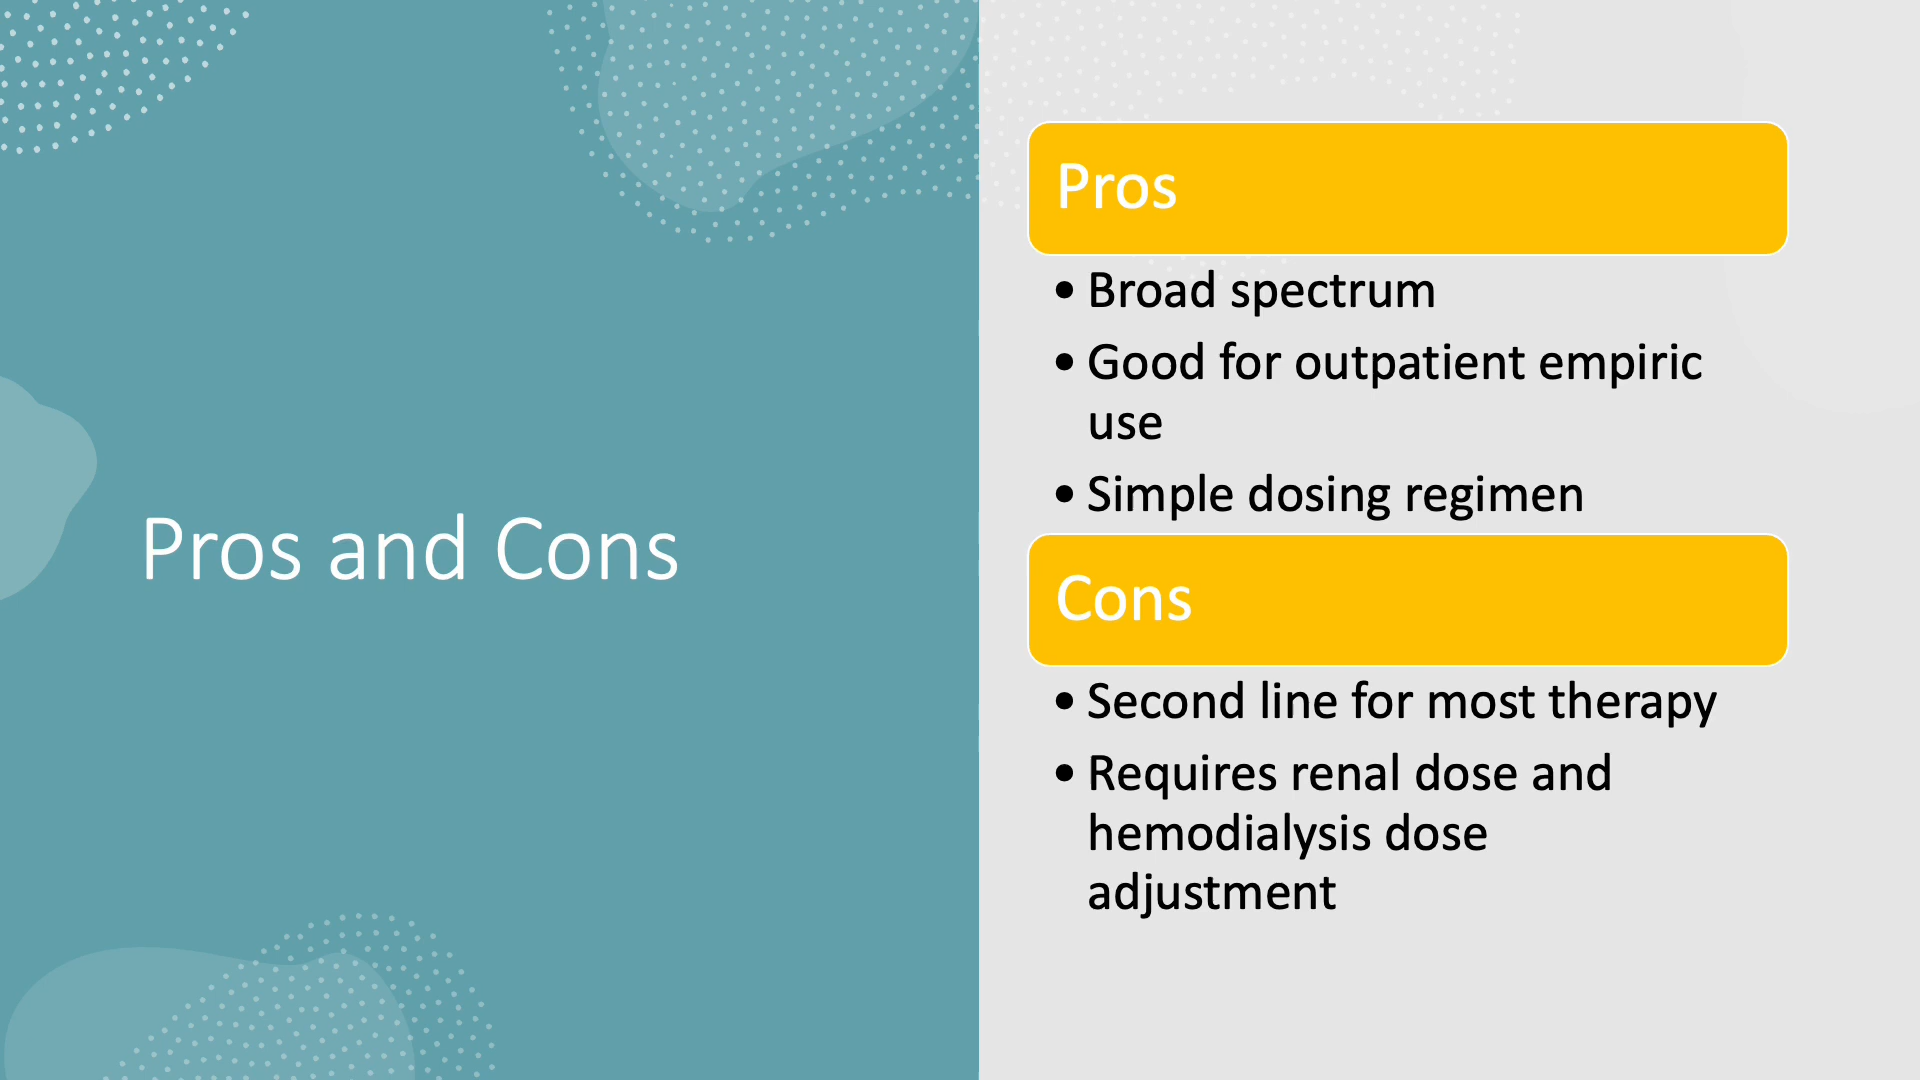 Pros and Cons
Pros
• Broad spectrum
• Good for outpatient empiric
use
• Simple dosing regimen
Cons
• Second line for most therapy
• Requires renal dose and
hemodialysis dose
adjustment